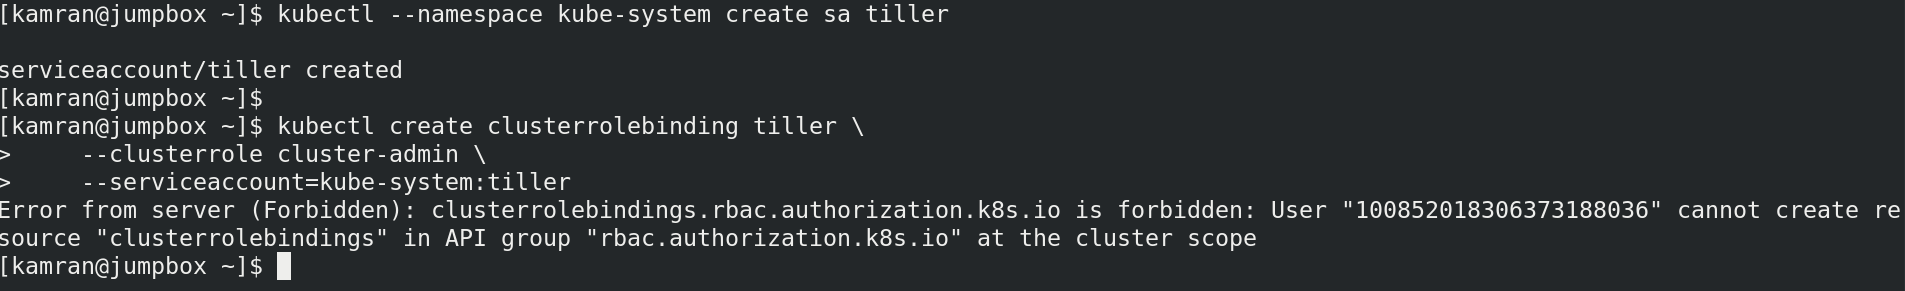 [kamran@jumpbox ~]$ kubectl --namespace kube-system create sa tiller
serviceaccount/tiller created
[kamran@jumpbox ~]$
[kamran@jumpbox ~]$ kubectl create clusterrolebinding tiller \
>     --clusterrole cluster-admin \
>     --serviceaccount=kube-system:tiller
Error from server (Forbidden): clusterrolebindings.rbac.authorization.k8s.io is forbidden: User "100852018306373188036" cannot create re
source "clusterrolebindings" in API group "rbac.authorization.k8s.io" at the cluster scope
[kamran@jumpbox ~]$